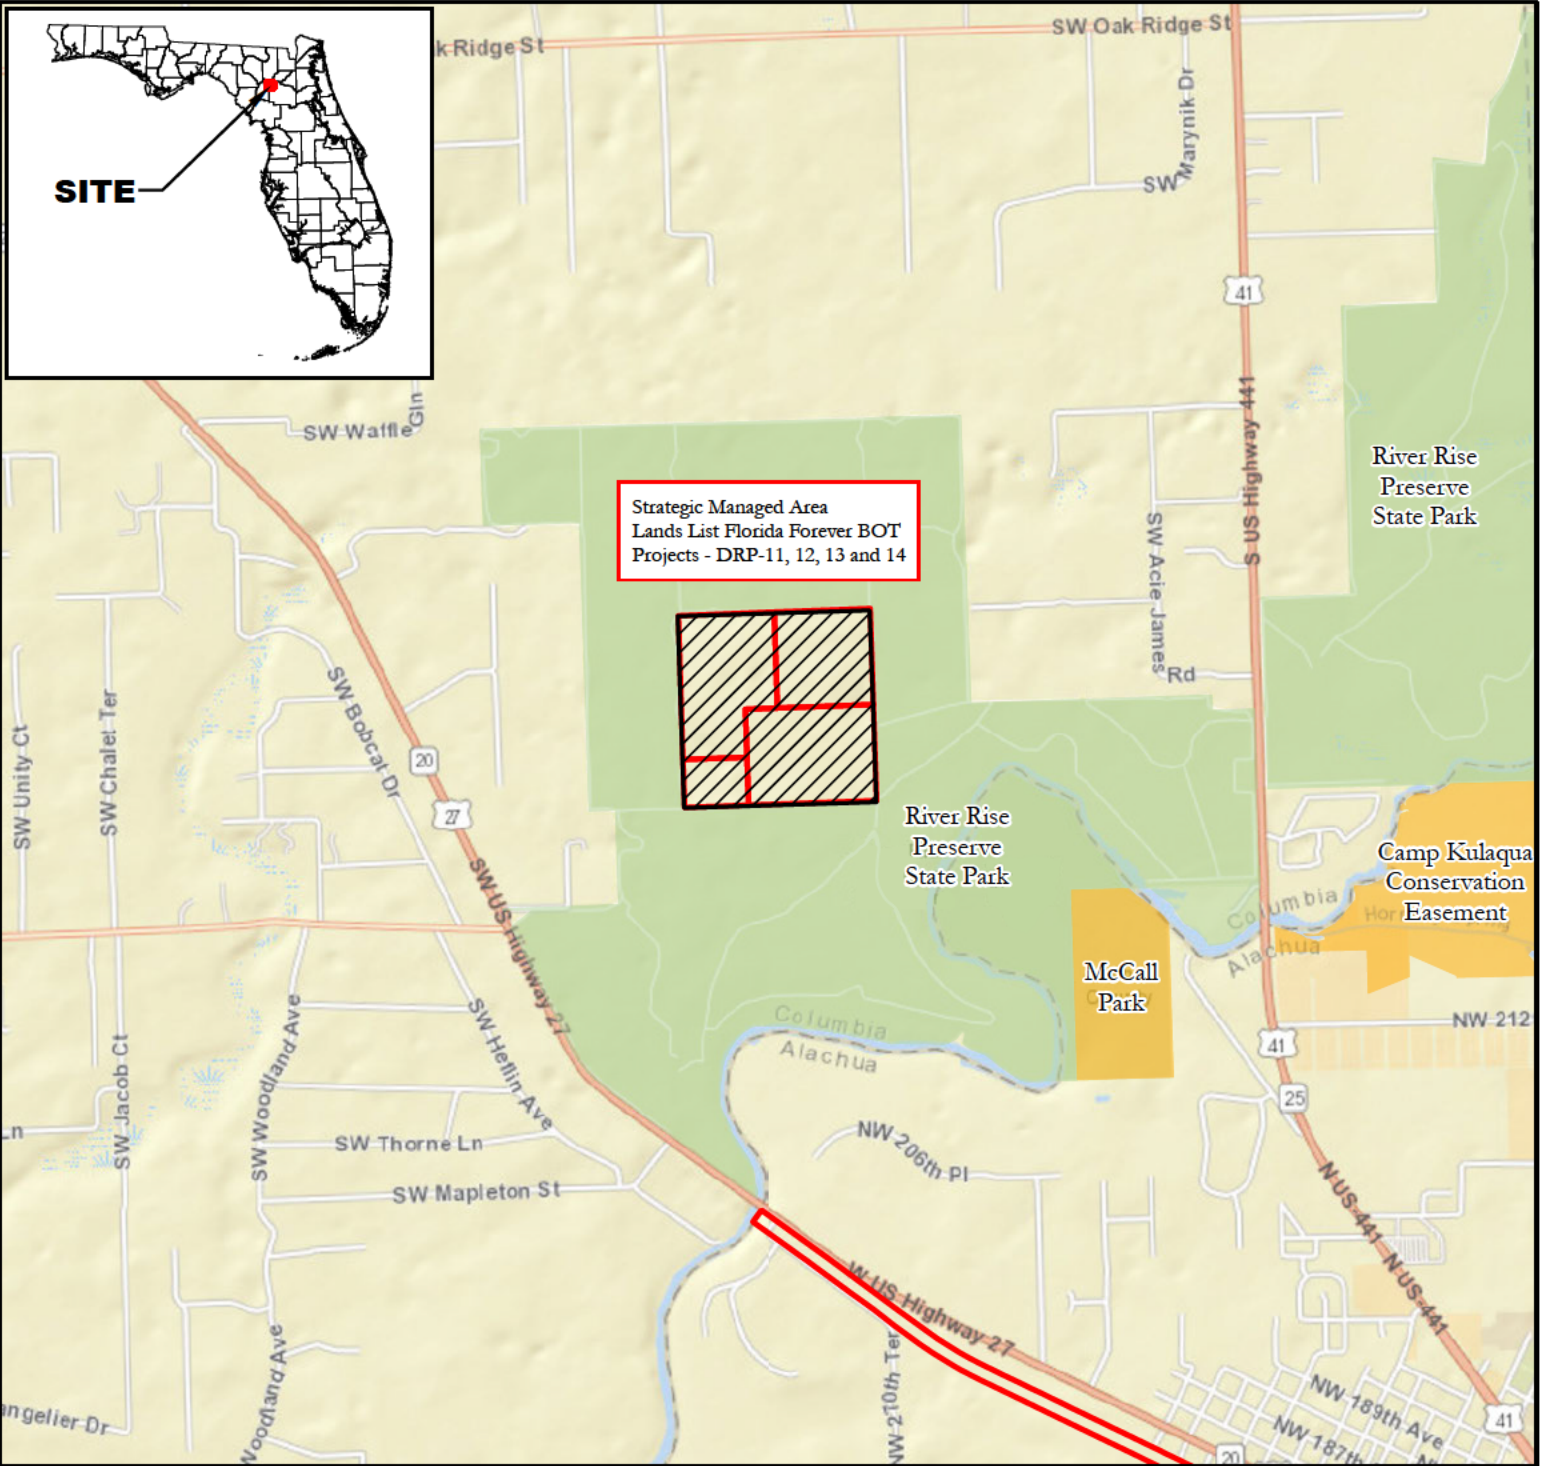 SITE
k Ridge St
SW Oak Ridge St
SW Marynik Dr
41
SW Waffle Gln
S US Highway 441
River Rise
Preserve
State Park
Strategic Managed Area
Lands List Florida Forever BOT
Projects - DRP-11, 12, 13 and 14
SW Acie James Rd
SW Unity Ct
SW Chalet Ter
SW Bobcat Dr
20
27
River Rise
Preserve
State Park
Camp Kulaqua
Conservation
Easement
Columbia
Alachua
SW US Highway 27
McCall
Park
Columbia
Alachua
NW 212
41
25
SW Jacob Ct
SW Woodland Ave
SW Heflin Ave
Ln
SW Thorne Ln
SW Mapleton St
NW 206th Pl
N US-441
N US-441
W US Highway 27
NW 210th Ter
Woodland Ave
angelier Dr
NW 189th Ave
NW 187th
41
20